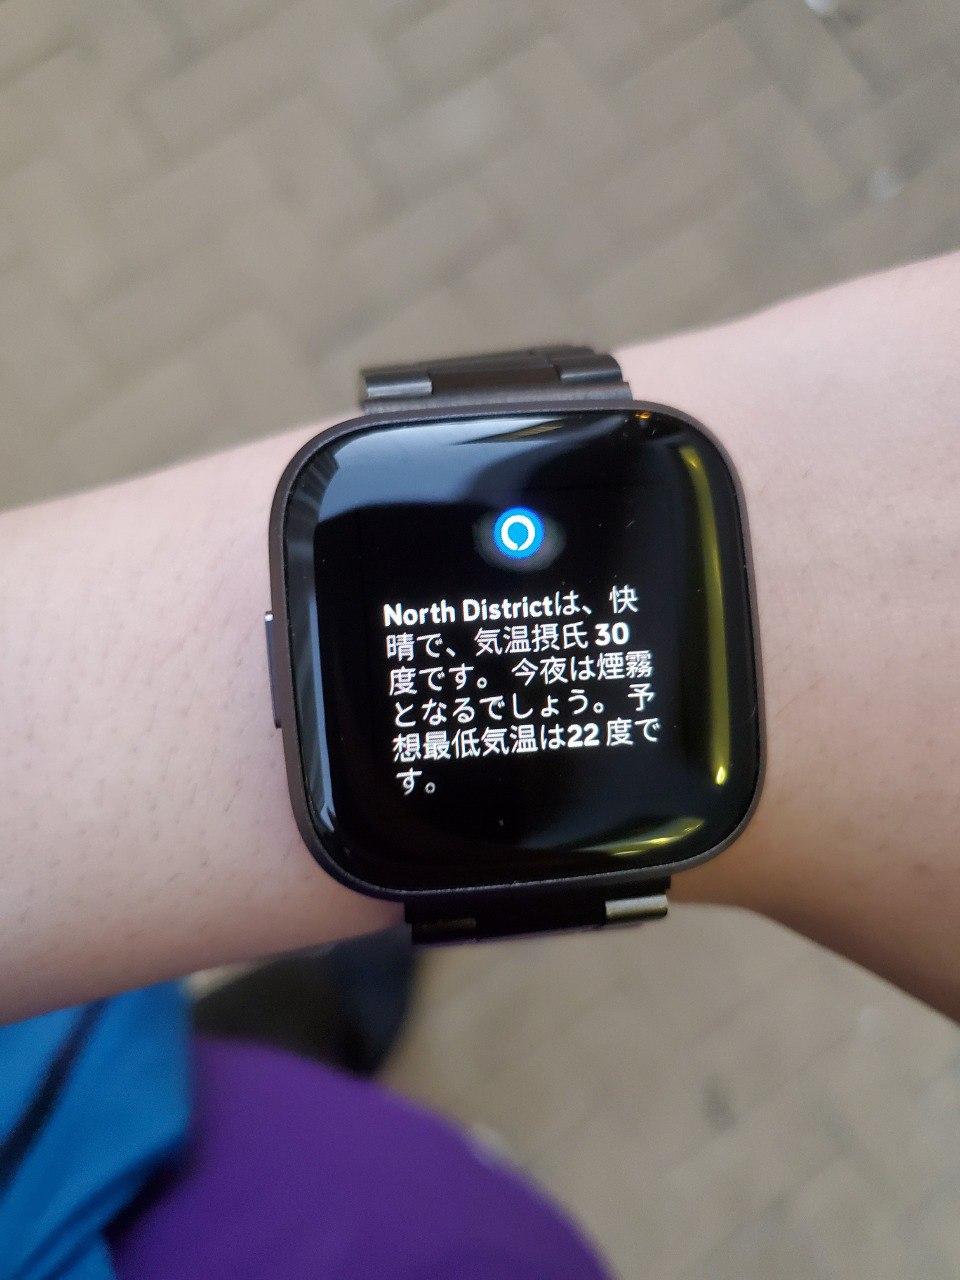 North Districtは、快
晴で、気温摂氏 30
度です。 今夜は煙霧
となるでしょう。 予
想最低気温は22 度で
す。